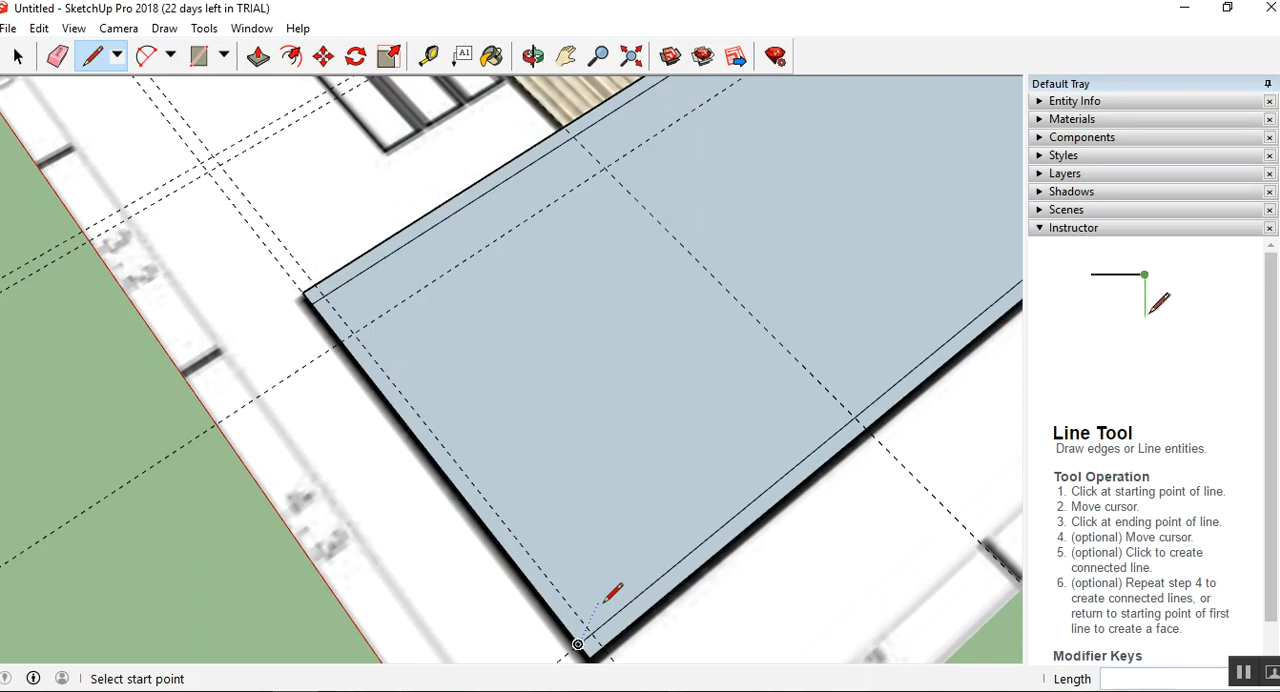 Untitled - SketchUp Pro 2018 (22 days left in TRIAL)
File Edit View Camera Draw Tools Window Help
A1
Default Tray
Entity Info
Materials
Components
Styles
Layers
Shadows
Scenes
Instructor
Line Tool
Draw edges or Line entities.
Tool Operation
1. Click at starting point of line.
2. Move cursor.
3. Click at ending point of line.
4. (optional) Move cursor.
5. (optional) Click to create
connected line.
6. (optional) Repeat step 4 to
create connected lines, or
return to starting point of first
line to create a face.
Modifier Keys
Select start point
Length